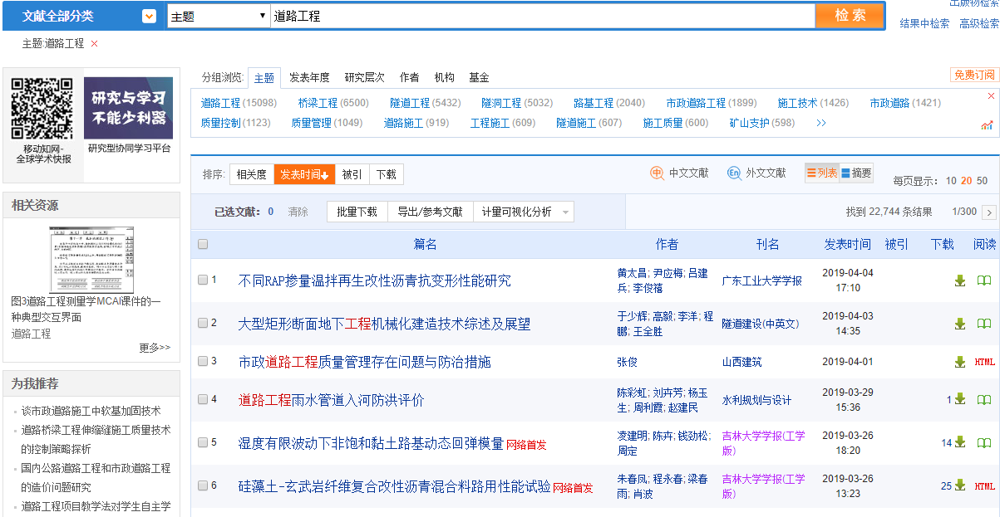 出版物检索
文献全部分类 主题 道路工程 检 索
结果中检索 高级检索
主题:道路工程 ×
研究与学习
不能少利器
移动知网-
全球学术快报
研究型协同学习平台
分组浏览: 主题 发表年度 研究层次 作者 机构 基金 免费订阅
道路工程 (15098) 桥梁工程 (6500) 隧道工程 (5432) 隧洞工程 (5032) 路基工程 (2040) 市政道路工程 (1899) 施工技术 (1426) 市政道路 (1421) ×
质量控制 (1123) 质量管理 (1049) 道路施工 (919) 工程施工 (609) 隧道施工 (607) 施工质量 (600) 矿山支护 (598) >>
排序: 相关度 发表时间 被引 下载 中 中文文献 En 外文文献 列表 摘要 每页显示: 10 20 50
已选文献: 0 清除 批量下载 导出/参考文献 计量可视化分析 找到 22,744 条结果 1/300 >
篇名 作者 刊名 发表时间 被引 下载 阅读
1 不同RAP掺量温拌再生改性沥青抗变形性能研究 黄太昌; 尹应梅; 吕建兵; 李俊禧 广东工业大学学报 2019-04-04 17:10
2 大型矩形断面地下工程机械化建造技术综述及展望 于少辉; 高毅; 李洋; 程鹏; 王全胜 隧道建设(中英文) 2019-04-03 14:35
3 市政道路工程质量管理存在问题与防治措施 张俊 山西建筑 2019-04-01 HTML
4 道路工程雨水管道入河防洪评价 陈彩虹; 刘卉芳; 杨玉生; 周利霞; 赵建民 水利规划与设计 2019-03-29 15:36 1
5 湿度有限波动下非饱和黏土路基动态回弹模量 网络首发 凌建明; 陈卉; 钱劲松; 周定 吉林大学学报(工学版) 2019-03-26 18:20 14
6 硅藻土-玄武岩纤维复合改性沥青混合料路用性能试验 网络首发 朱春凤; 程永春; 梁春雨; 肖波 吉林大学学报(工学版) 2019-03-26 13:23 25 HTML
相关资源
图3道路工程测量学MCAI课件的一
种典型交互界面
道路工程
更多>>
为我推荐
谈市政道路施工中软基加固技术
道路桥梁工程伸缩缝施工质量技术
的控制策略探析
国内公路道路工程和市政道路工程
的造价问题研究
道路工程项目教学法对学生自主学